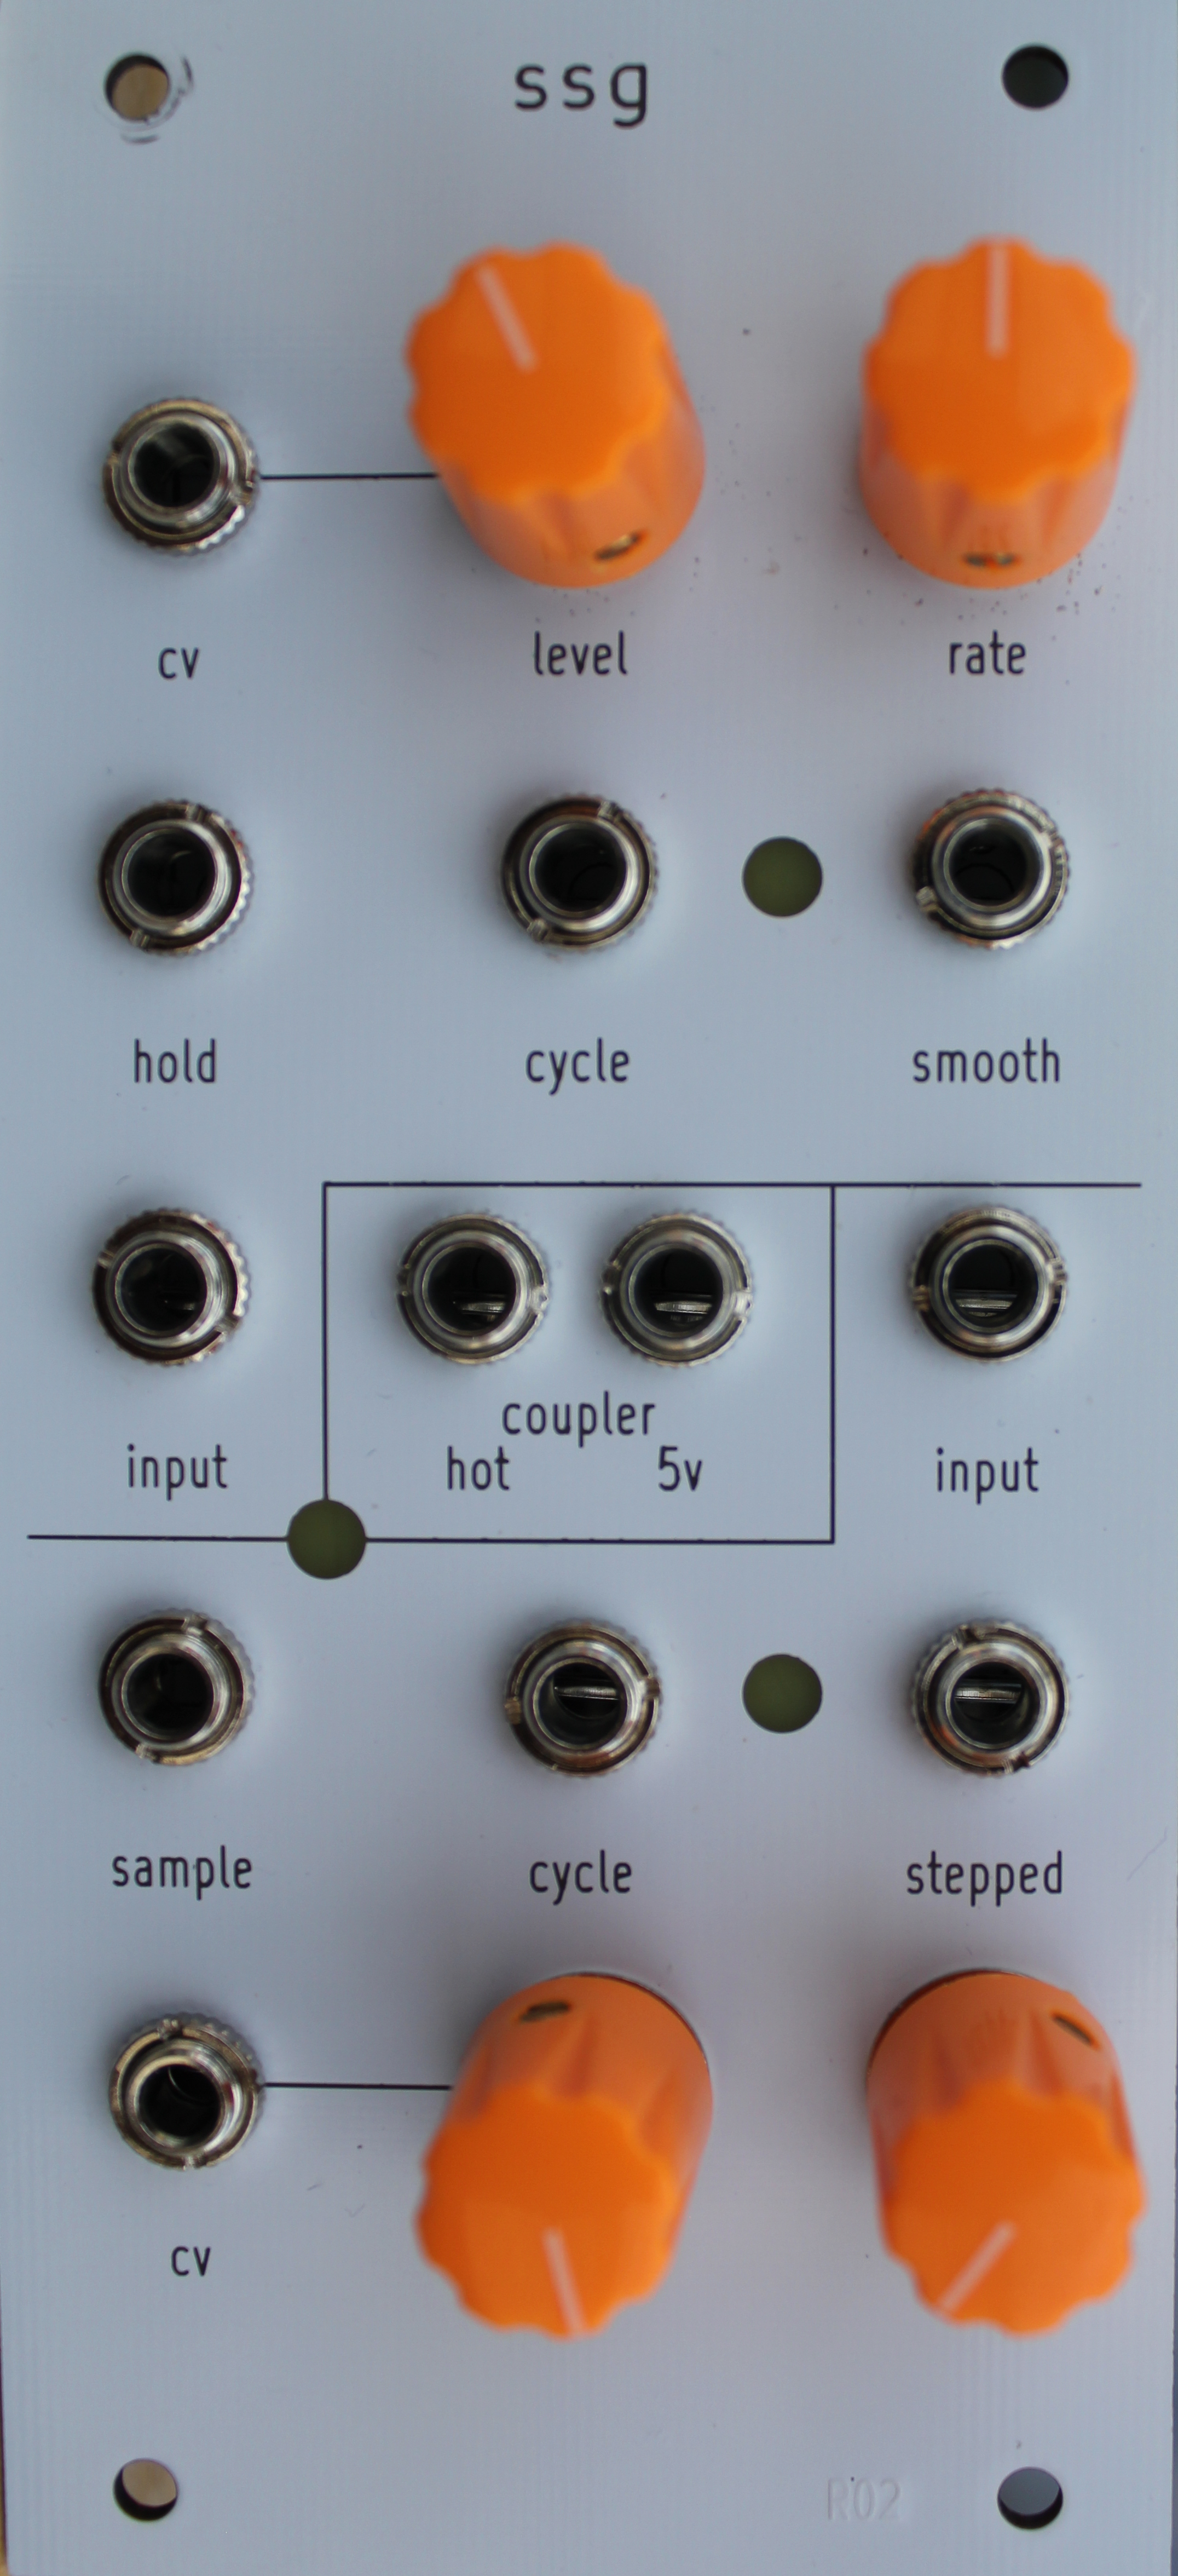 ssg
cv level rate
hold cycle smooth
coupler
input hot 5v input
sample cycle stepped
cv
R02